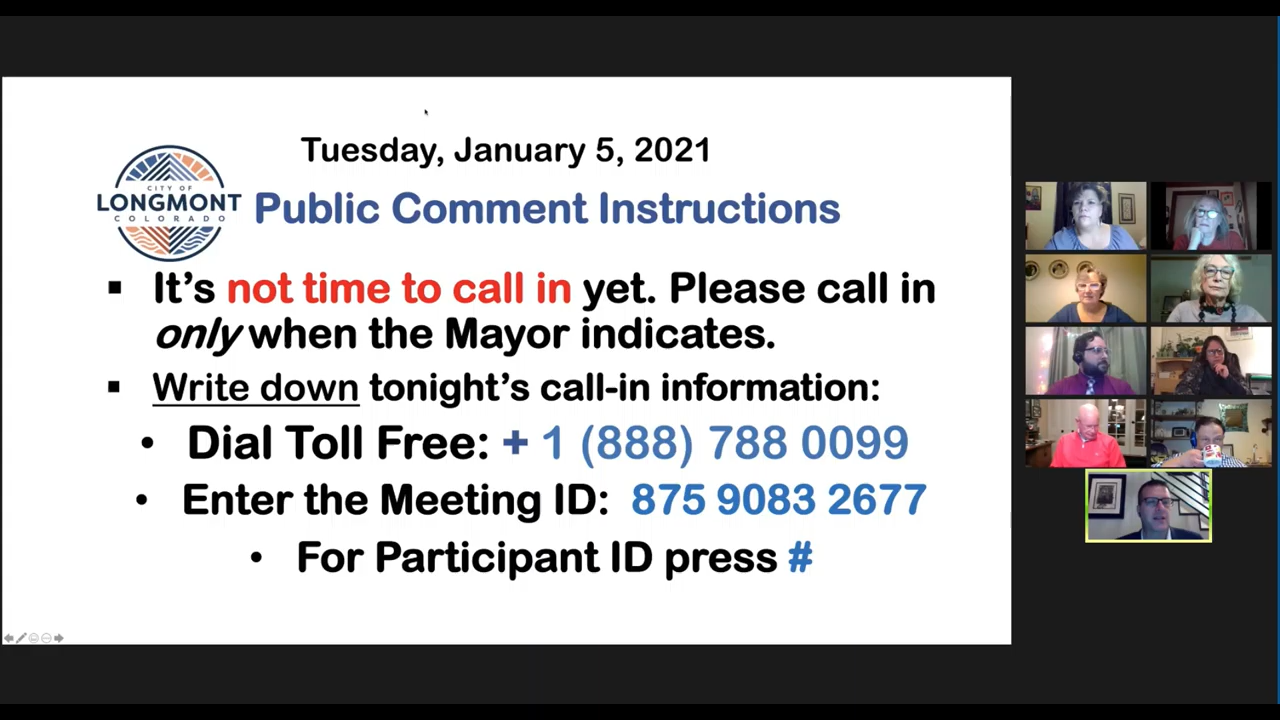 Tuesday, January 5, 2021
CITY OF
LONGMONT
COLORADO
Public Comment Instructions
▪ It's not time to call in yet. Please call in
only when the Mayor indicates.
▪ Write down tonight's call-in information:
• Dial Toll Free: + 1 (888) 788 0099
• Enter the Meeting ID: 875 9083 2677
• For Participant ID press #